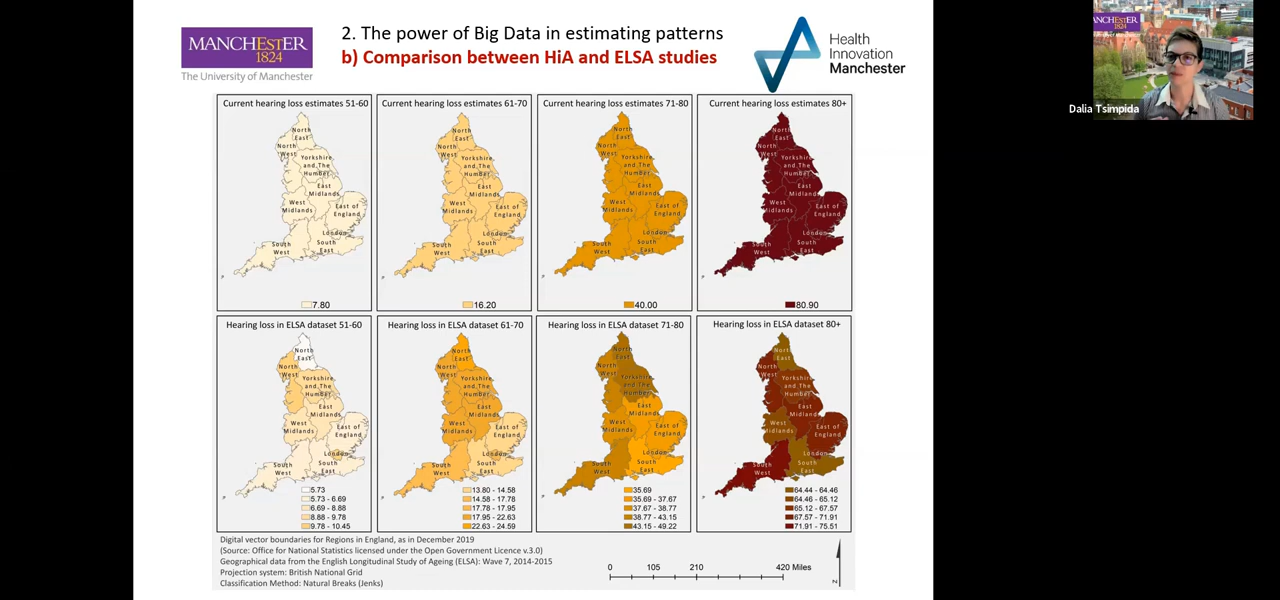 MANCHESTER
1824
The University of Manchester
2. The power of Big Data in estimating patterns
b) Comparison between HiA and ELSA studies
Health
Innovation
Manchester
MANCHESTER
Dalia Tsimpida
Current hearing loss estimates 51-60
North
East
North
West
Yorkshire
and The
Humber
East
Midlands
West
Midlands
East of
England
London
South
East
South
West
7.80
Current hearing loss estimates 61-70
North
East
North
West
Yorkshire
and The
Humber
East
Midlands
West
Midlands
East of
England
London
South
East
South
West
16.20
Current hearing loss estimates 71-80
North
East
North
West
Yorkshire
and The
Humber
East
Midlands
West
Midlands
East of
England
London
South
East
South
West
40.00
Current hearing loss estimates 80+
North
East
North
West
Yorkshire
and The
Humber
East
Midlands
West
Midlands
East of
England
London
South
East
South
West
80.90
Hearing loss in ELSA dataset 51-60
North
East
North
West
Yorkshire
and The
Humber
East
Midlands
West
Midlands
East of
England
London
South
East
South
West
5.73
5.73 - 6.69
6.69 - 8.88
8.88 - 9.78
9.78 - 10.45
Hearing loss in ELSA dataset 61-70
North
East
North
West
Yorkshire
and The
Humber
East
Midlands
West
Midlands
East of
England
London
South
East
South
West
13.80 - 14.58
14.58 - 17.78
17.78 - 17.95
17.95 - 22.63
22.63 - 24.59
Hearing loss in ELSA dataset 71-80
North
East
North
West
Yorkshire
and The
Humber
East
Midlands
West
Midlands
East of
England
London
South
East
South
West
35.69
35.69 - 37.67
37.67 - 38.77
38.77 - 43.15
43.15 - 49.22
Hearing loss in ELSA dataset 80+
North
East
North
West
Yorkshire
and The
Humber
East
Midlands
West
Midlands
East of
England
London
South
East
South
West
64.44 - 64.46
64.46 - 65.12
65.12 - 67.57
67.57 - 71.91
71.91 - 75.51
Digital vector boundaries for Regions in England, as in December 2019
(Source: Office for National Statistics licensed under the Open Government Licence v.3.0)
Geographical data from the English Longitudinal Study of Ageing (ELSA): Wave 7, 2014-2015
Projection system: British National Grid
Classification Method: Natural Breaks (Jenks)
0 105 210 420 Miles
N